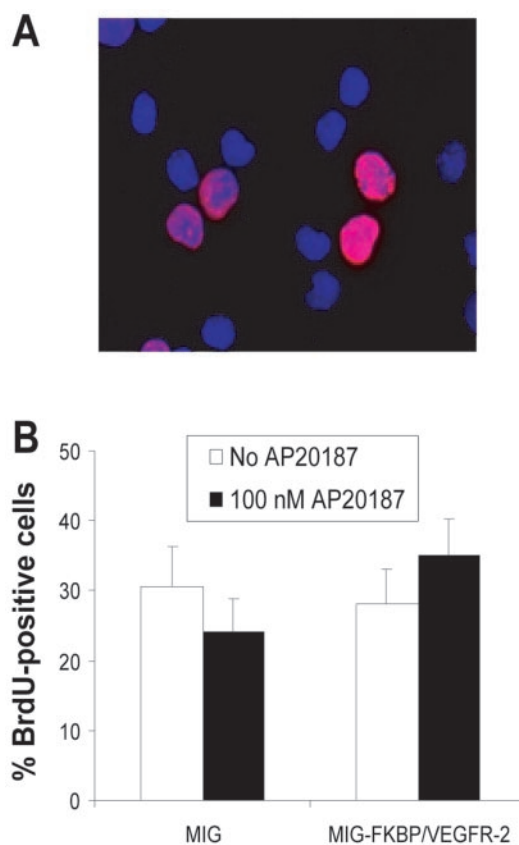 A
B
50
40
30
20
10
0
% BrdU-positive cells
No AP20187
100 nM AP20187
MIG
MIG-FKBP/VEGFR-2